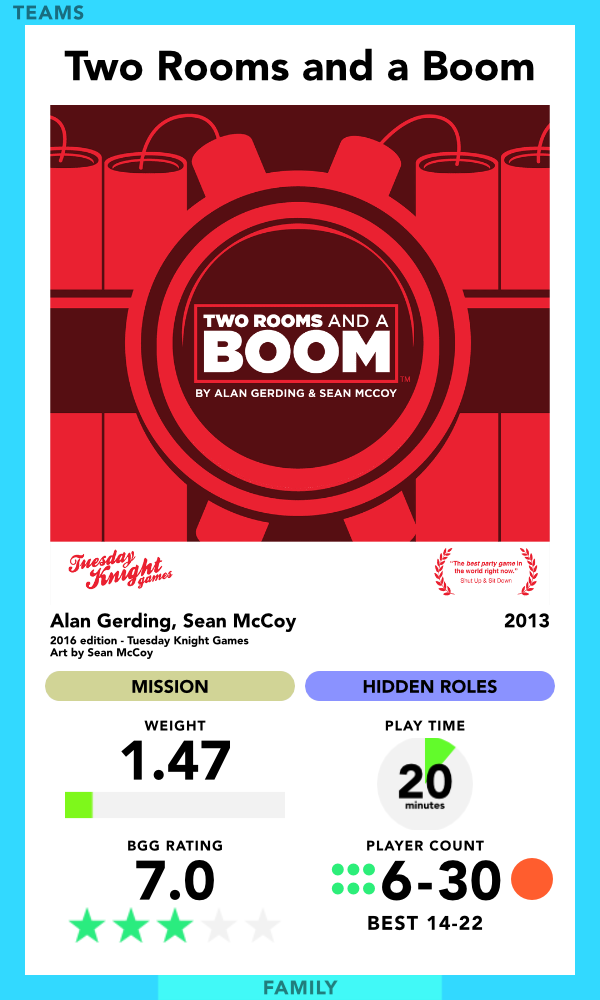 TEAMS
Two Rooms and a Boom
TWO ROOMS AND A
BOOM
TM
BY ALAN GERDING & SEAN MCCOY
Tuesday
Knight
games
"The best party game in
the world right now."
Shut Up & Sit Down
Alan Gerding, Sean McCoy
2013
2016 edition - Tuesday Knight Games
Art by Sean McCoy
MISSION
HIDDEN ROLES
WEIGHT
1.47
PLAY TIME
20
minutes
BGG RATING
7.0
PLAYER COUNT
6-30
BEST 14-22
FAMILY